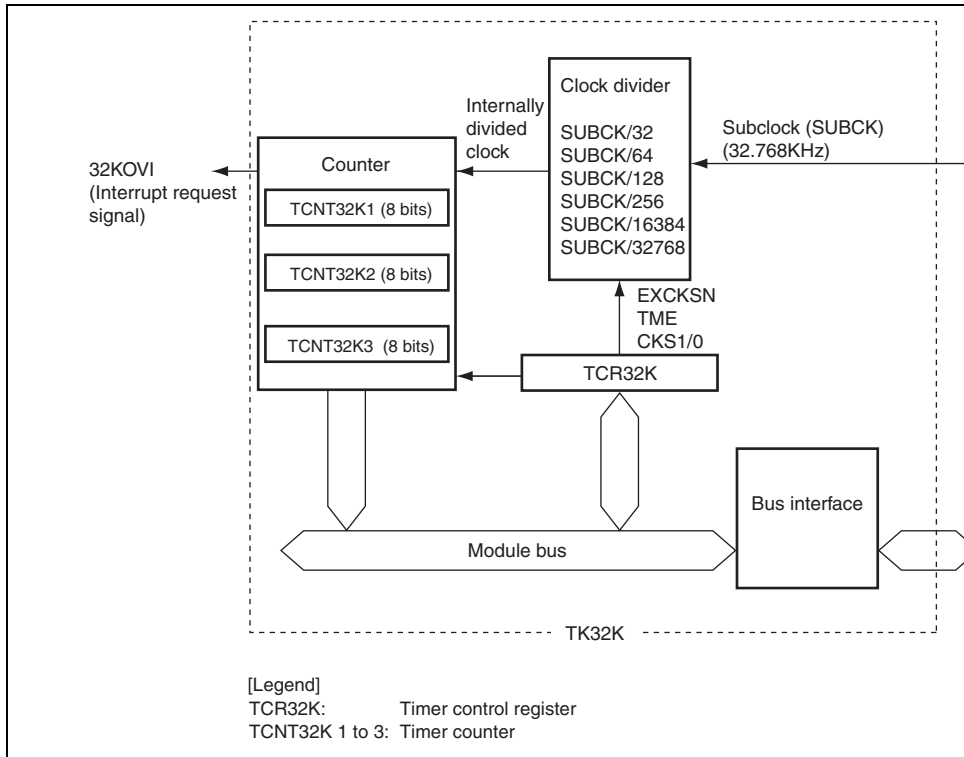 Clock divider
SUBCK/32
SUBCK/64
SUBCK/128
SUBCK/256
SUBCK/16384
SUBCK/32768
Internally
divided
clock
Subclock (SUBCK)
(32.768KHz)
32KOVI
(Interrupt request
signal)
Counter
TCNT32K1 (8 bits)
TCNT32K2 (8 bits)
TCNT32K3 (8 bits)
EXCKSN
TME
CKS1/0
TCR32K
Bus interface
Module bus
TK32K
[Legend]
TCR32K: Timer control register
TCNT32K 1 to 3: Timer counter